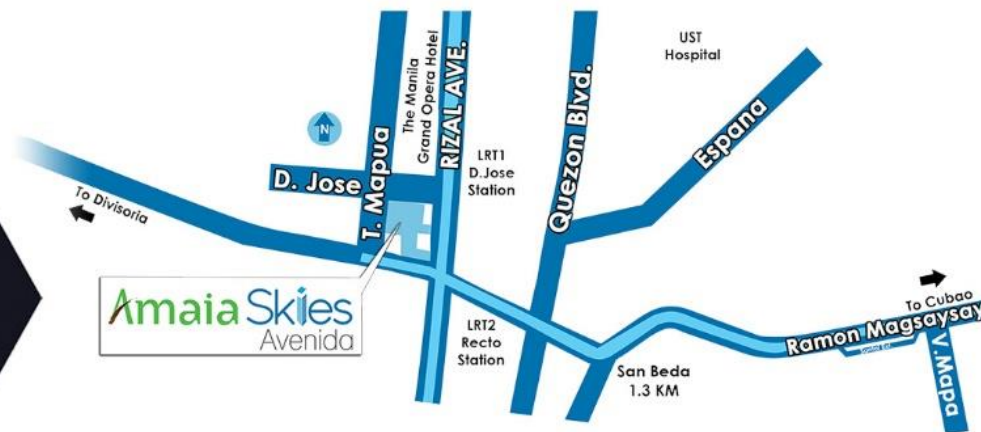 UST
Hospital
The Manila
Grand Opera Hotel
RIZAL AVE.
Quezon Blvd.
Espana
N
T. Mapua
LRT1
D.Jose
Station
D. Jose
To Divisoria
Amaia Skies
Avenida
LRT2
Recto
Station
San Beda
1.3 KM
To Cubao
Ramon Magsaysay
V.Mapa